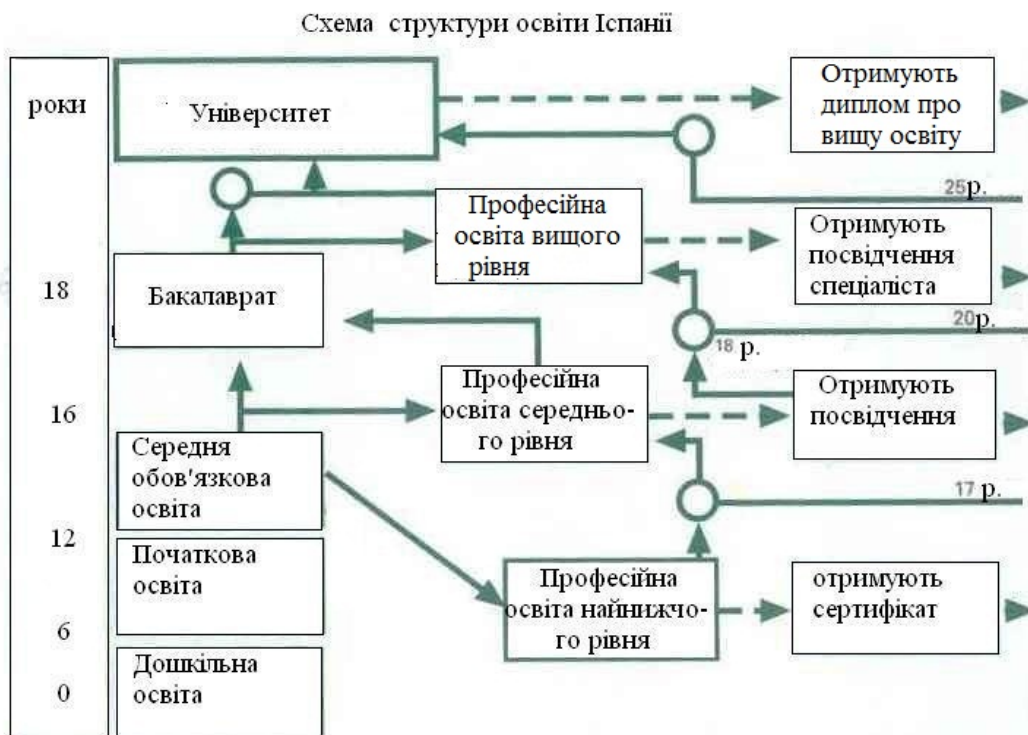 Схема структури освіти Іспанії
роки
18
16
12
6
0
Університет
Бакалаврат
Середня
обов'язкова
освіта
Початкова
освіта
Дошкільна
освіта
Професійна
освіта вищого
рівня
Професійна
освіта середньо-
го рівня
Професійна
освіта найнижчо-
го рівня
Отримують
диплом про
вищу освіту
25р.
Отримують
посвідчення
спеціаліста
20р.
18 р.
Отримують
посвідчення
17 р.
отримують
сертифікат